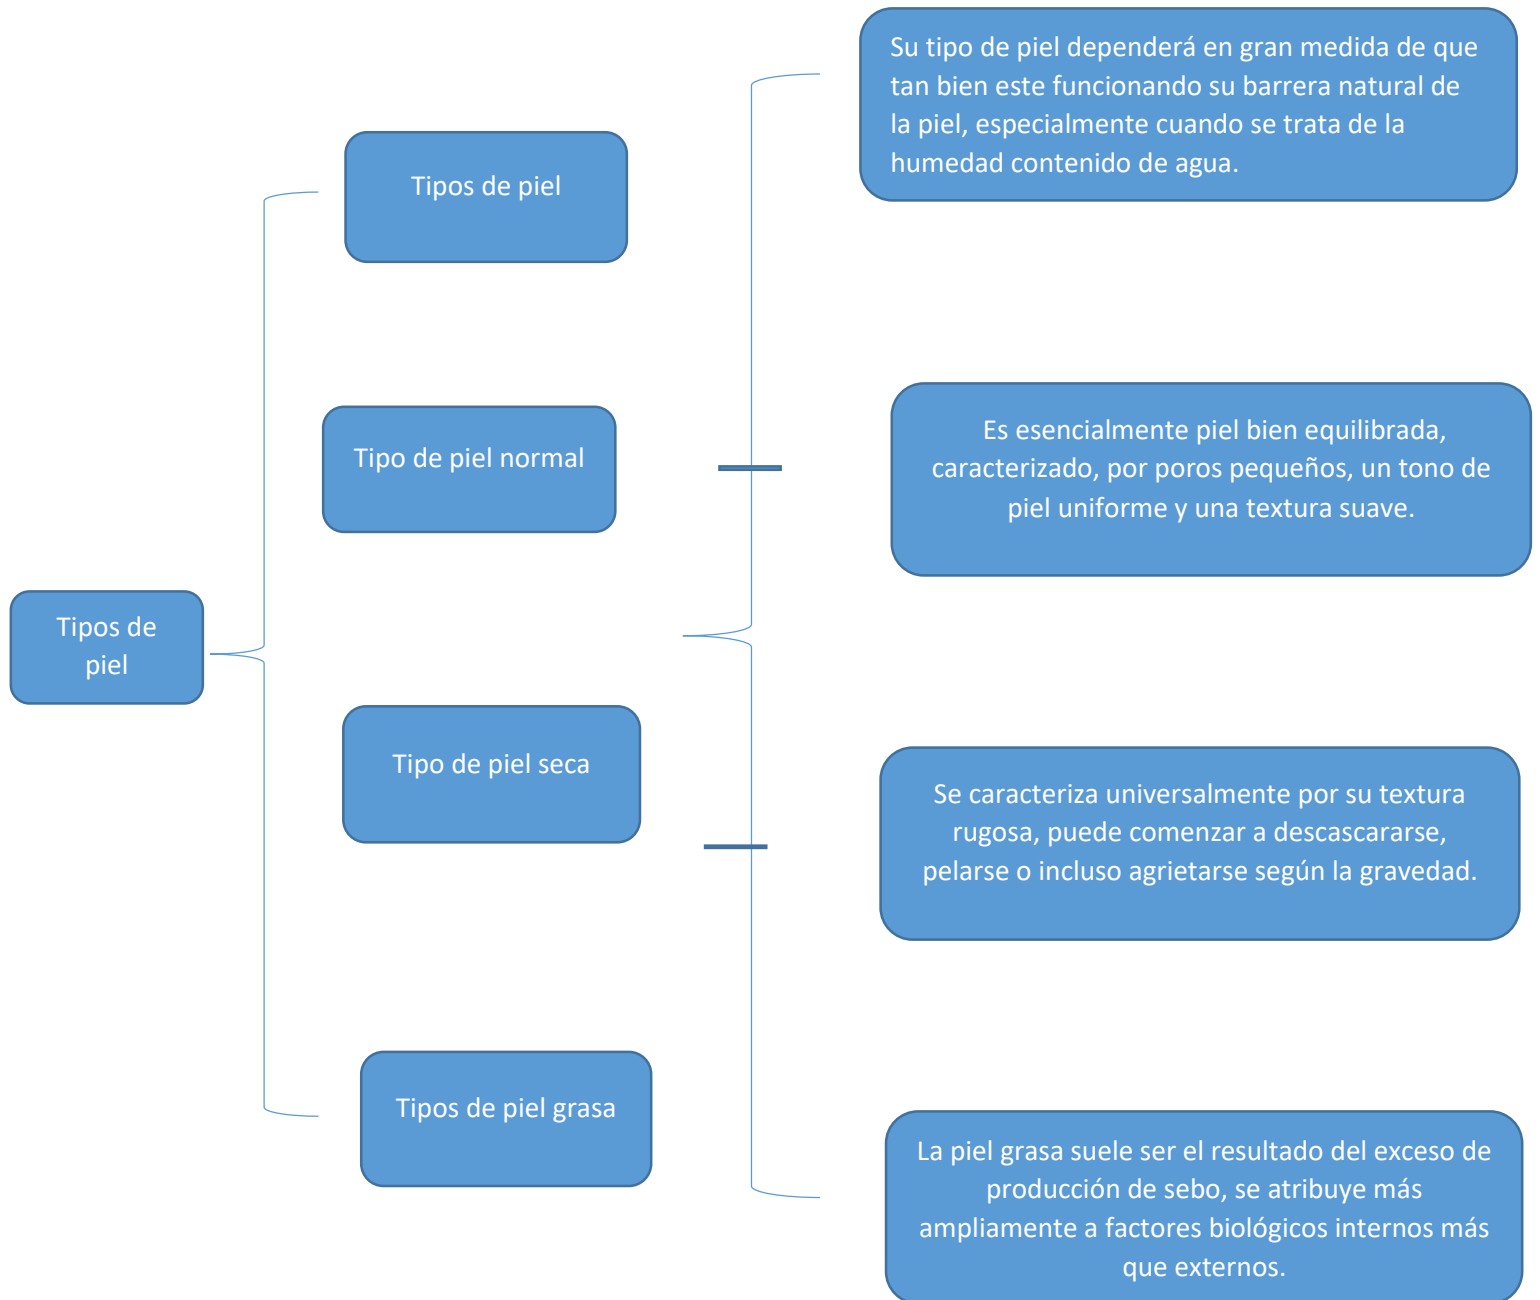 Tipos de
piel
Tipos de piel
Su tipo de piel dependerá en gran medida de que
tan bien este funcionando su barrera natural de
la piel, especialmente cuando se trata de la
humedad contenido de agua.
Tipo de piel normal
Es esencialmente piel bien equilibrada,
caracterizado, por poros pequeños, un tono de
piel uniforme y una textura suave.
Tipo de piel seca
Se caracteriza universalmente por su textura
rugosa, puede comenzar a descascararse,
pelarse o incluso agrietarse según la gravedad.
Tipos de piel grasa
La piel grasa suele ser el resultado del exceso de
producción de sebo, se atribuye más
ampliamente a factores biológicos internos más
que externos.